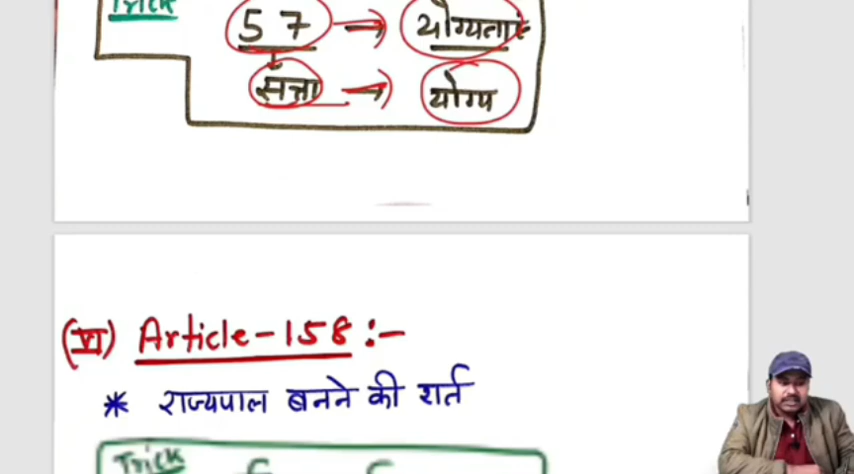 Trick
57 → योग्यताएं
सत्ता → योग्य
(VI) Article-158:-
* राज्यपाल बनने की शर्त
Trick